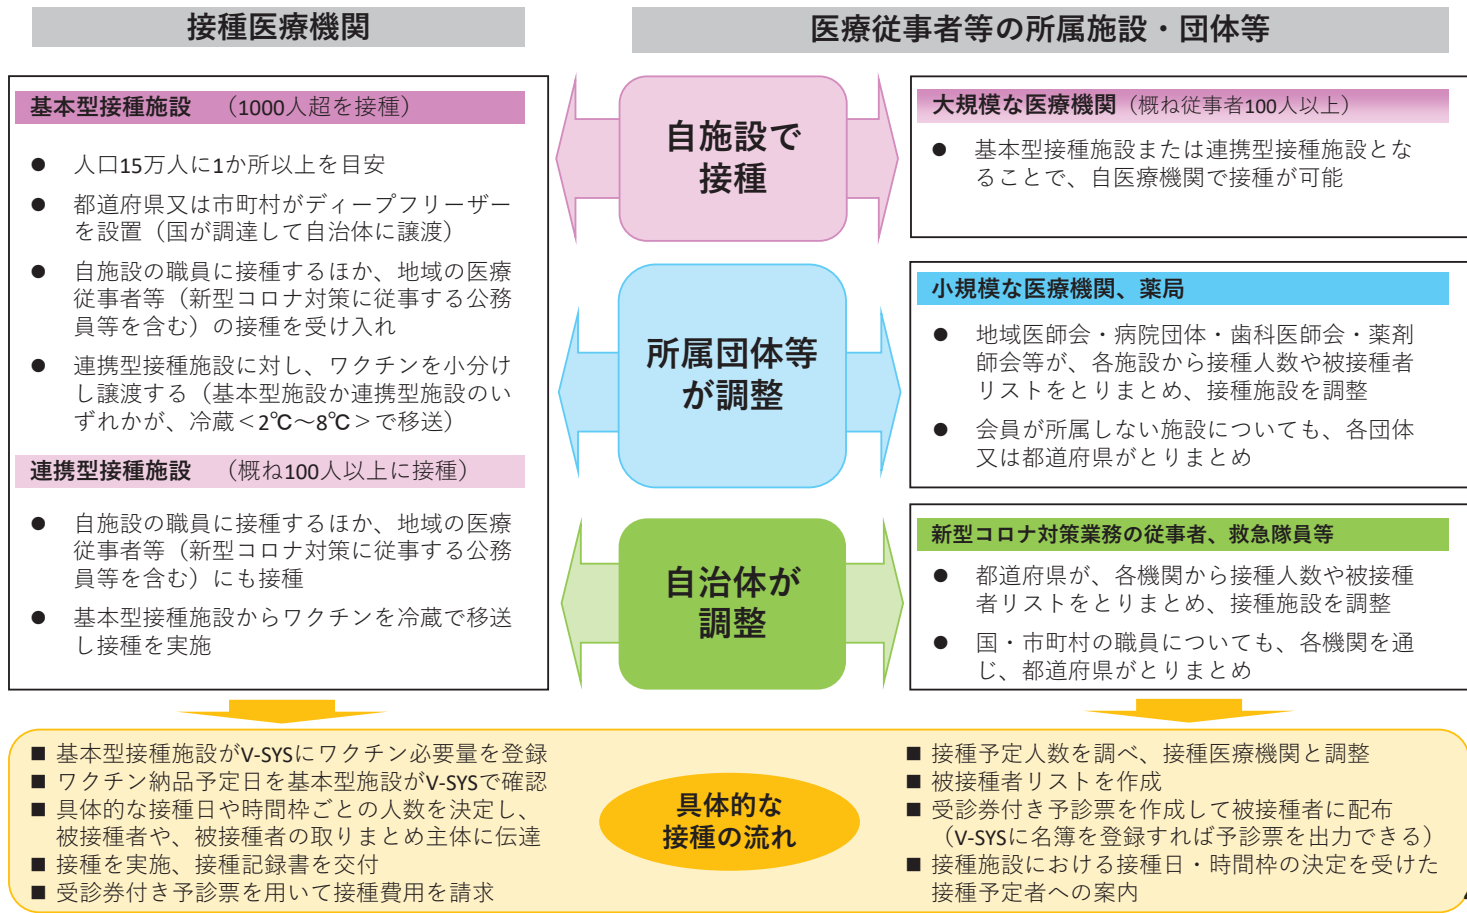 接種医療機関
医療従事者等の所属施設・団体等
基本型接種施設 （1000人超を接種）
● 人口15万人に1か所以上を目安
● 都道府県又は市町村がディープフリーザー
を設置（国が調達して自治体に譲渡）
● 自施設の職員に接種するほか、地域の医療
従事者等（新型コロナ対策に従事する公務
員等を含む）の接種を受け入れ
● 連携型接種施設に対し、ワクチンを小分け
し譲渡する（基本型施設か連携型施設のい
ずれかが、冷蔵＜2℃～8℃＞で移送）
連携型接種施設 （概ね100人以上に接種）
● 自施設の職員に接種するほか、地域の医療
従事者等（新型コロナ対策に従事する公務
員等を含む）にも接種
● 基本型接種施設からワクチンを冷蔵で移送
し接種を実施
自施設で
接種
所属団体等
が調整
自治体が
調整
大規模な医療機関（概ね従事者100人以上）
● 基本型接種施設または連携型接種施設とな
ることで、自医療機関で接種が可能
小規模な医療機関、薬局
● 地域医師会・病院団体・歯科医師会・薬剤
師会等が、各施設から接種人数や被接種者
リストをとりまとめ、接種施設を調整
● 会員が所属しない施設についても、各団体
又は都道府県がとりまとめ
新型コロナ対策業務の従事者、救急隊員等
● 都道府県が、各機関から接種人数や被接種
者リストをとりまとめ、接種施設を調整
● 国・市町村の職員についても、各機関を通
じ、都道府県がとりまとめ
■ 基本型接種施設がV-SYSにワクチン必要量を登録
■ ワクチン納品予定日を基本型施設がV-SYSで確認
■ 具体的な接種日や時間枠ごとの人数を決定し、
被接種者や、被接種者の取りまとめ主体に伝達
■ 接種を実施、接種記録書を交付
■ 受診券付き予診票を用いて接種費用を請求
具体的な
接種の流れ
■ 接種予定人数を調べ、接種医療機関と調整
■ 被接種者リストを作成
■ 受診券付き予診票を作成して被接種者に配布
（V-SYSに名簿を登録すれば予診票を出力できる）
■ 接種施設における接種日・時間枠の決定を受けた
接種予定者への案内